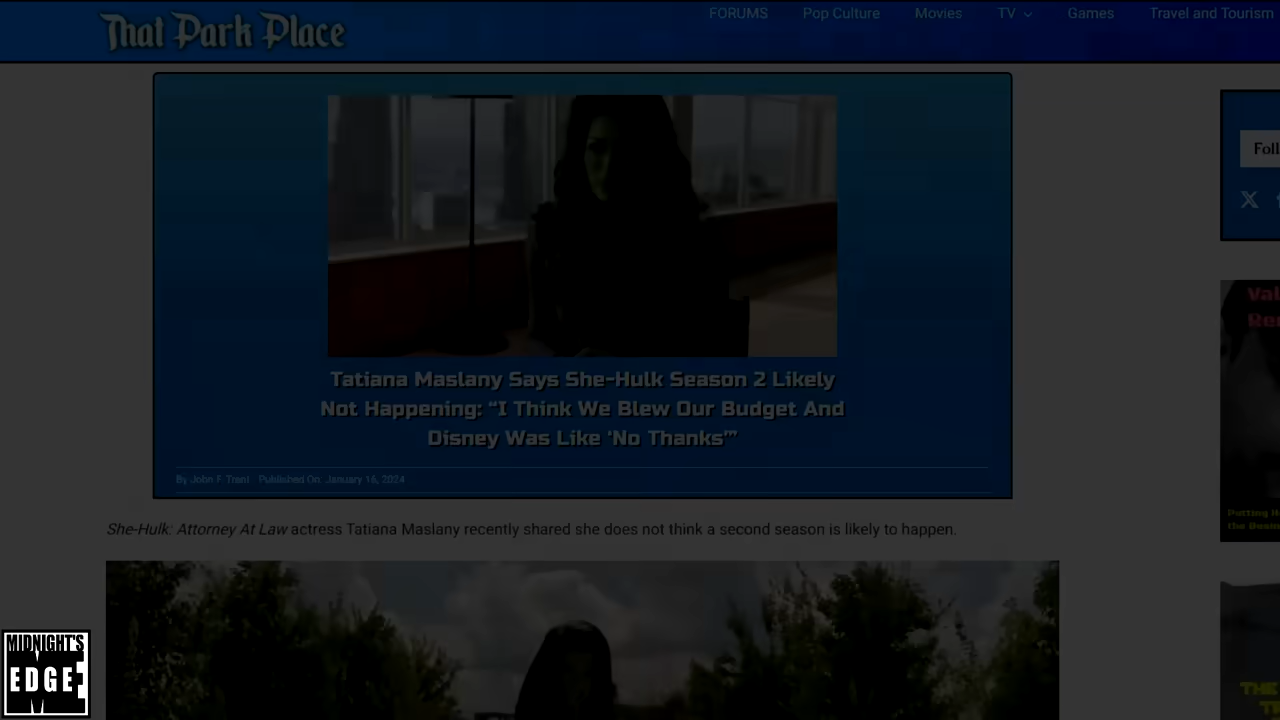 That Park Place
FORUMS Pop Culture Movies TV Games Travel and Tourism
Tatiana Maslany Says She-Hulk Season 2 Likely
Not Happening: “I Think We Blew Our Budget And
Disney Was Like ‘No Thanks’”
By John F. Trent Published On: January 16, 2024
She-Hulk: Attorney At Law actress Tatiana Maslany recently shared she does not think a second season is likely to happen.
MIDNIGHT'S
EDGE